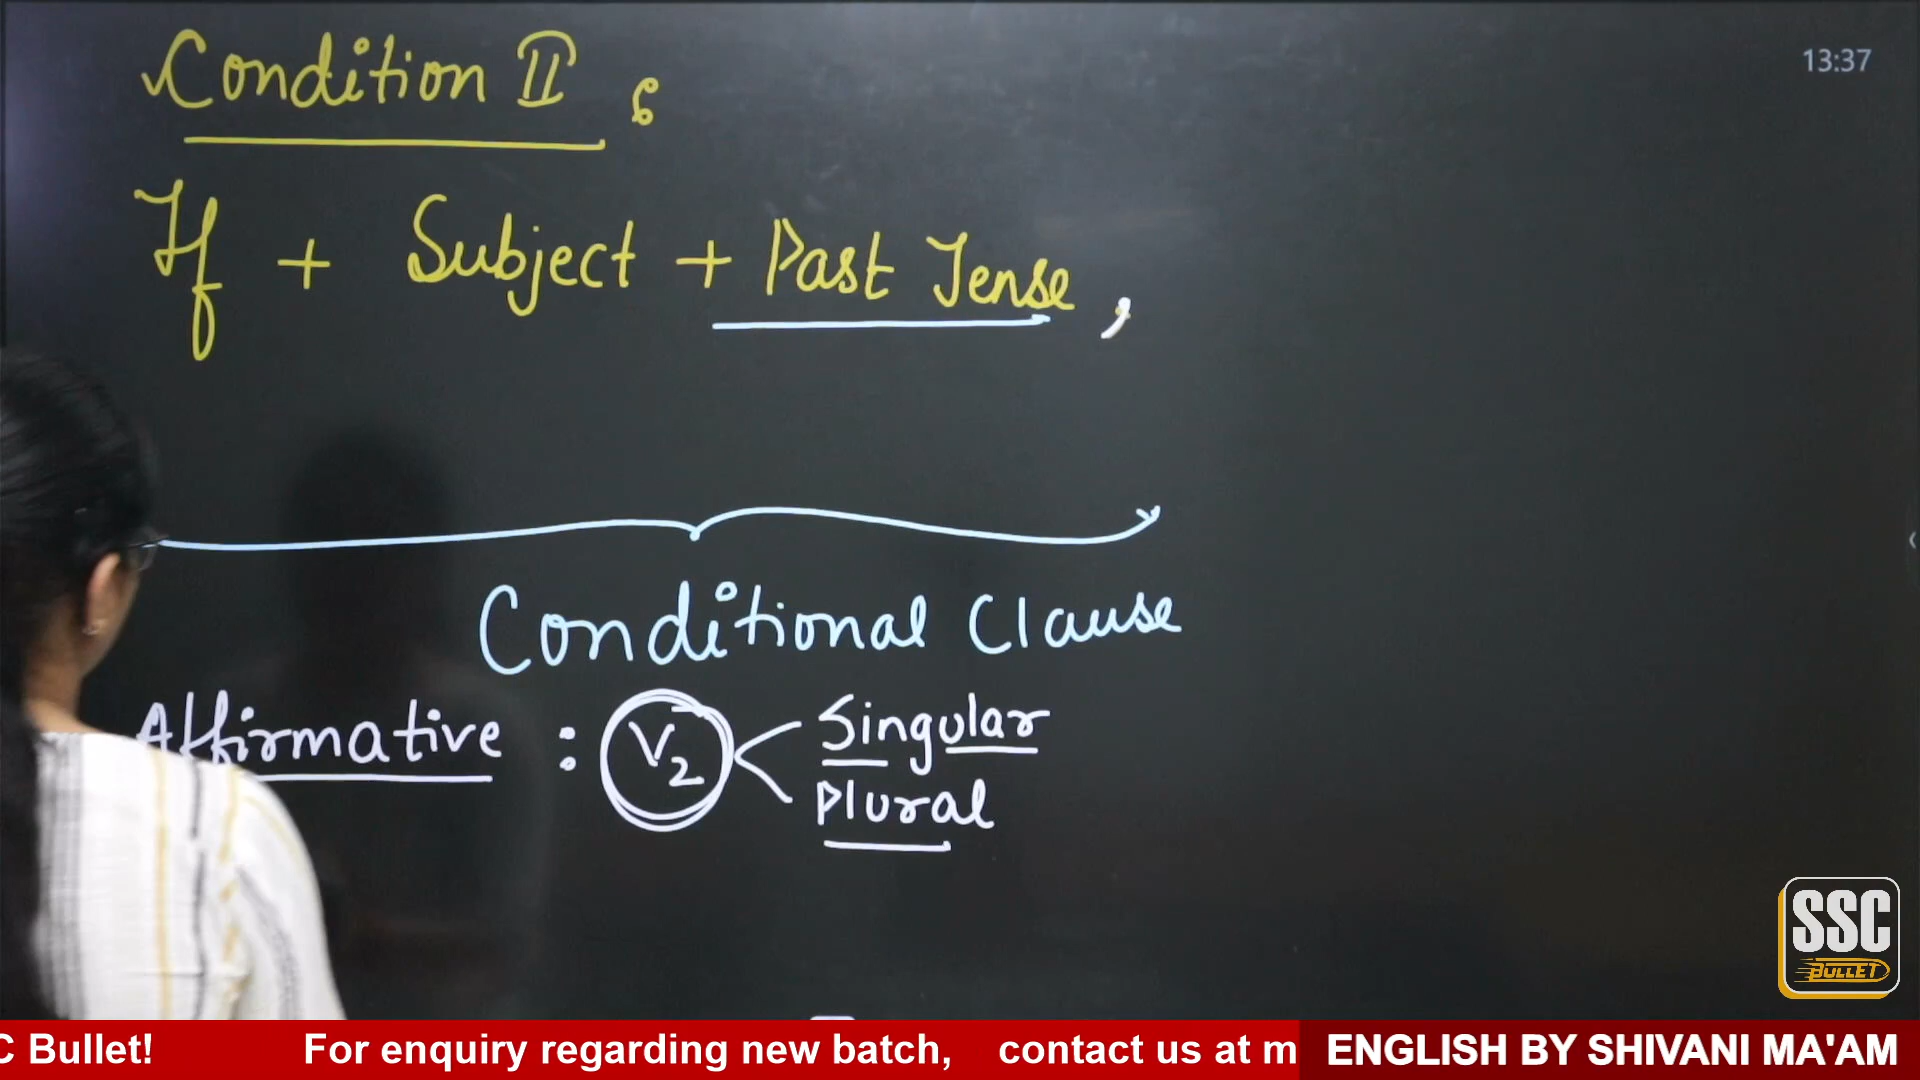 Condition II :
13:37
If + Subject + Past Tense ,
Conditional Clause
Affirmative : V2 < Singular
Plural
SSC
BULLET
C Bullet! For enquiry regarding new batch, contact us at m
ENGLISH BY SHIVANI MA'AM